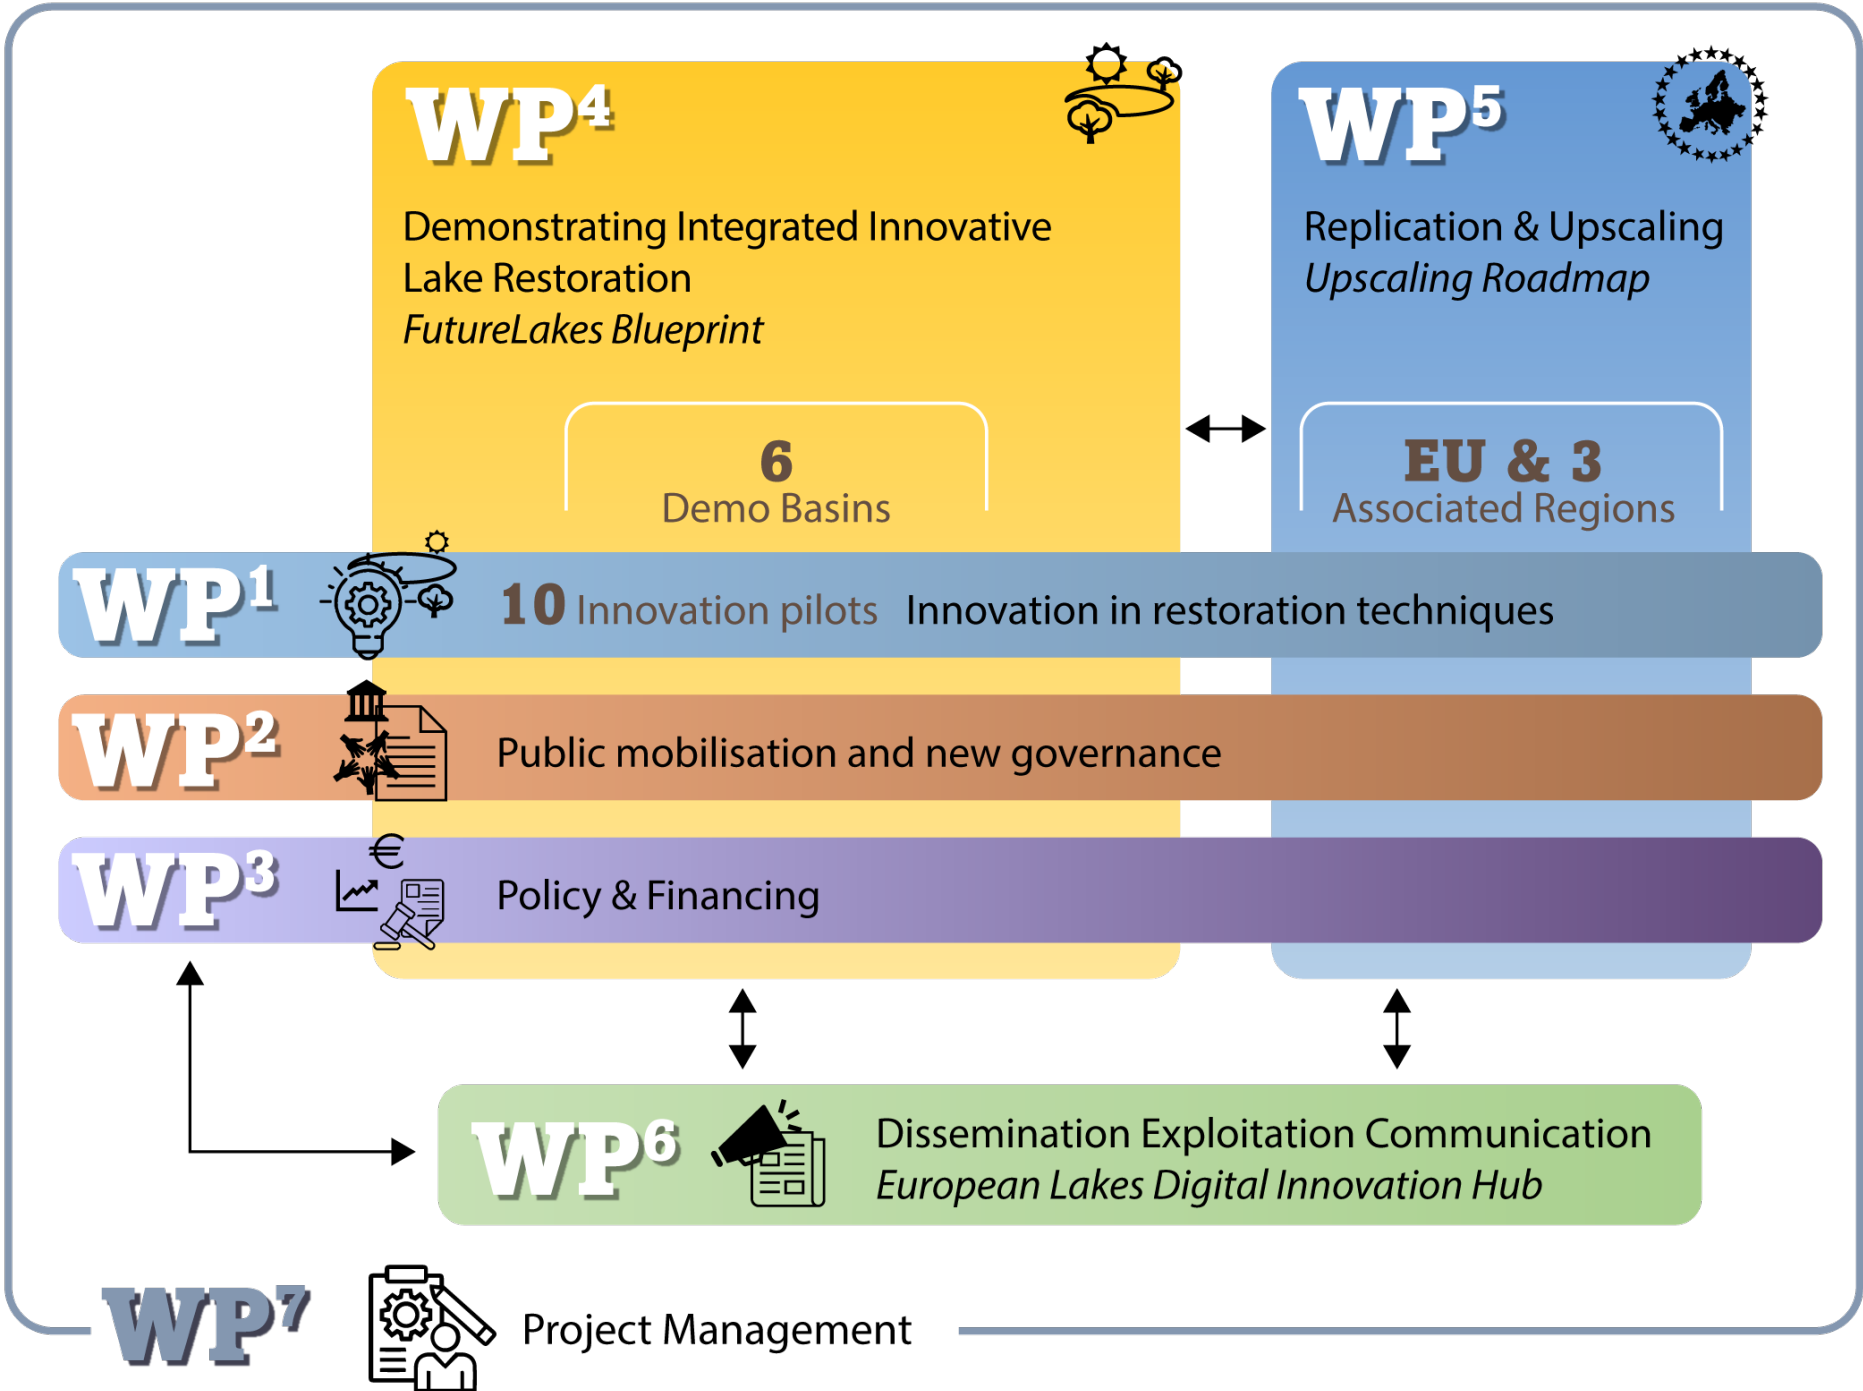 WP4
Demonstrating Integrated Innovative
Lake Restoration
FutureLakes Blueprint
6
Demo Basins
WP5
Replication & Upscaling
Upscaling Roadmap
EU & 3
Associated Regions
WP1
10 Innovation pilots Innovation in restoration techniques
WP2
Public mobilisation and new governance
WP3
€
Policy & Financing
WP6
Dissemination Exploitation Communication
European Lakes Digital Innovation Hub
WP7
Project Management